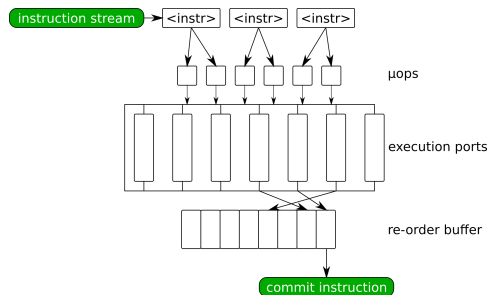 instruction stream
<instr>
<instr>
<instr>
µops
execution ports
re-order buffer
commit instruction